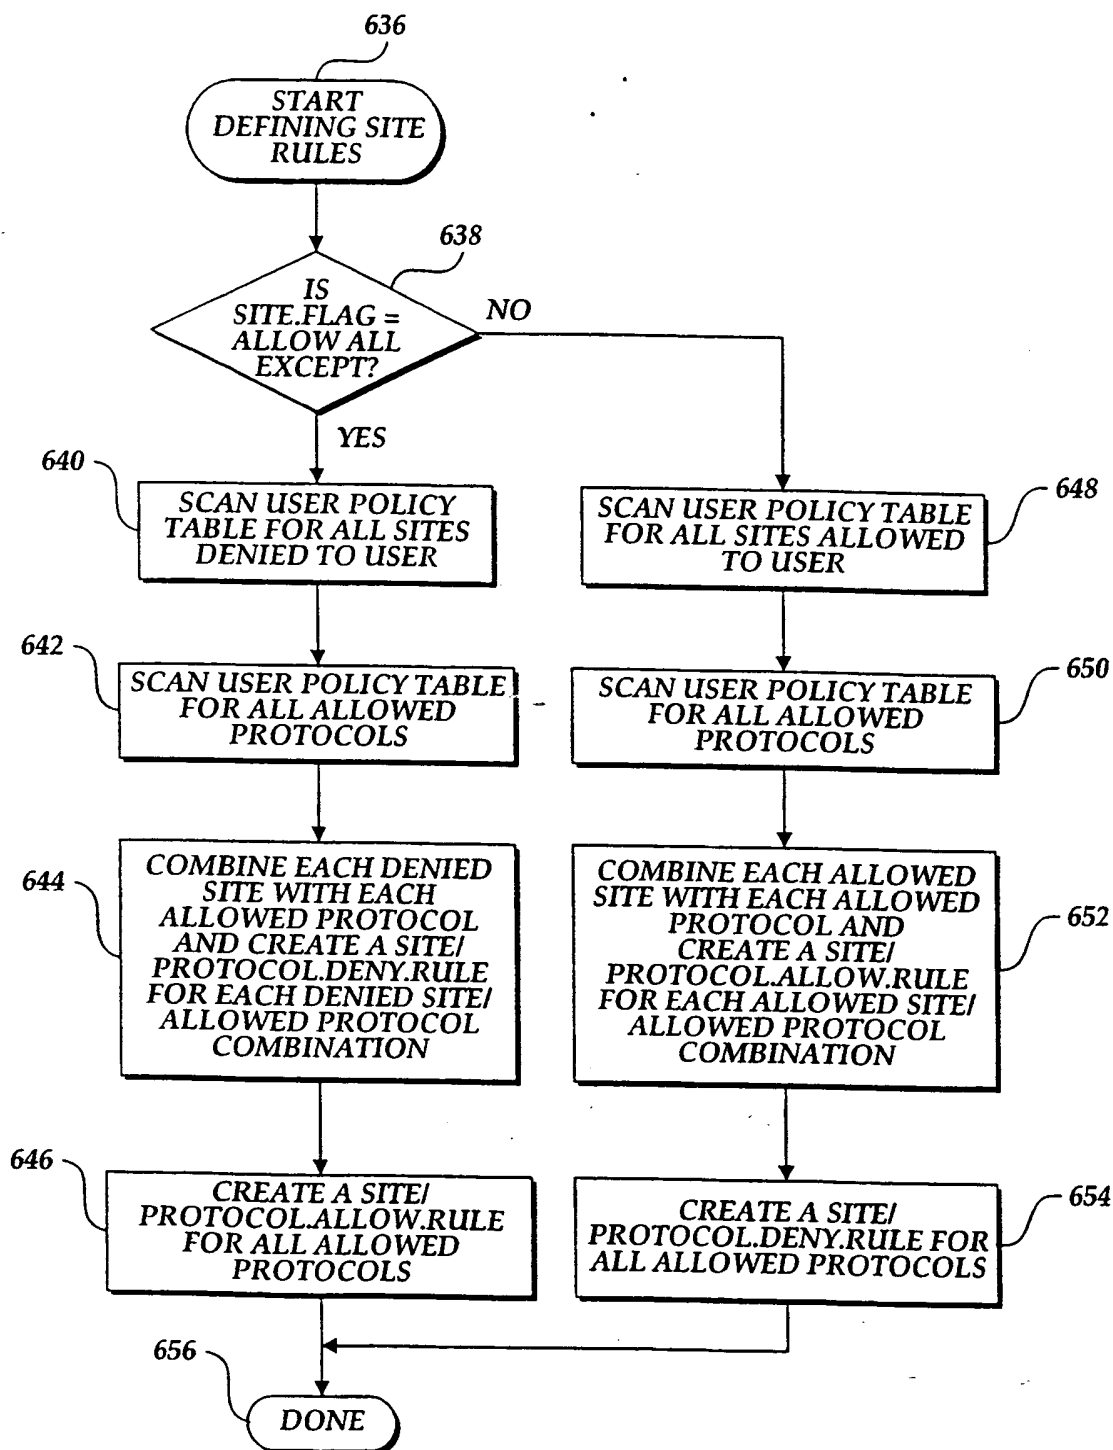 636
START
DEFINING SITE
RULES
638
IS
SITE.FLAG =
ALLOW ALL
EXCEPT?
NO
YES
640
SCAN USER POLICY
TABLE FOR ALL SITES
DENIED TO USER
648
SCAN USER POLICY TABLE
FOR ALL SITES ALLOWED
TO USER
642
SCAN USER POLICY TABLE
FOR ALL ALLOWED
PROTOCOLS
650
SCAN USER POLICY TABLE
FOR ALL ALLOWED
PROTOCOLS
644
COMBINE EACH DENIED
SITE WITH EACH
ALLOWED PROTOCOL
AND CREATE A SITE/
PROTOCOL.DENY.RULE
FOR EACH DENIED SITE/
ALLOWED PROTOCOL
COMBINATION
652
COMBINE EACH ALLOWED
SITE WITH EACH ALLOWED
PROTOCOL AND
CREATE A SITE/
PROTOCOL.ALLOW.RULE
FOR EACH ALLOWED SITE/
ALLOWED PROTOCOL
COMBINATION
646
CREATE A SITE/
PROTOCOL.ALLOW.RULE
FOR ALL ALLOWED
PROTOCOLS
654
CREATE A SITE/
PROTOCOL.DENY.RULE FOR
ALL ALLOWED PROTOCOLS
656
DONE